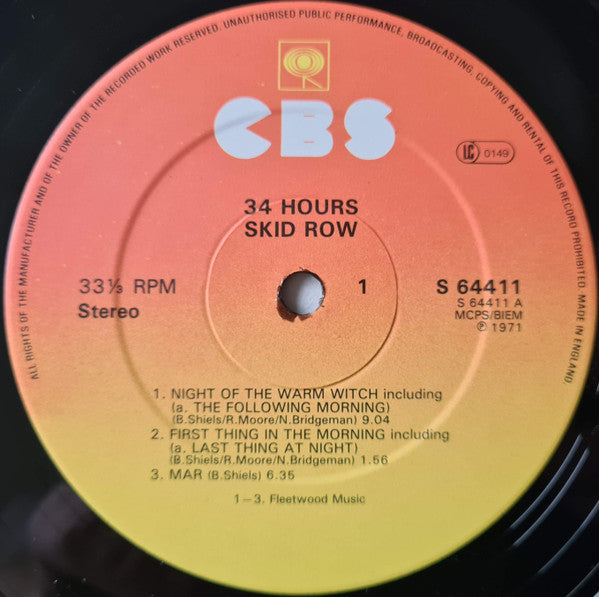 ALL RIGHTS OF THE MANUFACTURER AND OF THE OWNER OF THE RECORDED WORK RESERVED. UNAUTHORISED PUBLIC PERFORMANCE, BROADCASTING, COPYING AND RENTAL OF THIS RECORD PROHIBITED. MADE IN ENGLAND.
CBS
LC 0149
34 HOURS
SKID ROW
33⅓ RPM
Stereo
1
S 64411
S 64411 A
MCPS/BIEM
℗ 1971
1. NIGHT OF THE WARM WITCH including
(a. THE FOLLOWING MORNING)
(B.Shiels/R.Moore/N.Bridgeman) 9.04
2. FIRST THING IN THE MORNING including
(a. LAST THING AT NIGHT)
(B.Shiels/R.Moore/N.Bridgeman) 1.56
3. MAR (B.Shiels) 6.35
1—3. Fleetwood Music